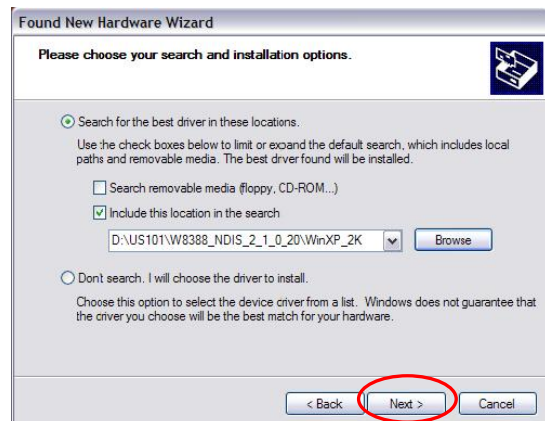 Found New Hardware Wizard
Please choose your search and installation options.
Search for the best driver in these locations.
Use the check boxes below to limit or expand the default search, which includes local
paths and removable media. The best driver found will be installed.
Search removable media (floppy, CD-ROM...)
Include this location in the search
D:\US101\W8388_NDIS_2_1_0_20\WinXP_2K
Browse
Don't search. I will choose the driver to install.
Choose this option to select the device driver from a list. Windows does not guarantee that
the driver you choose will be the best match for your hardware.
< Back Next > Cancel